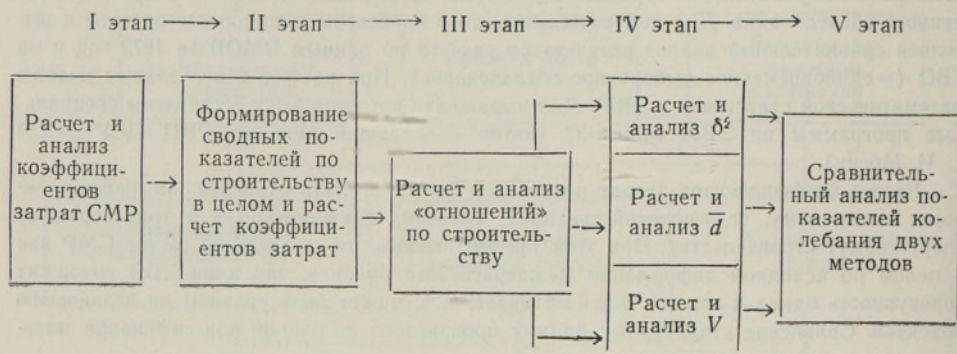 I этап → II этап → III этап → IV этап → V этап
Расчет и
анализ
коэффици-
ентов
затрат СМР
Формирование
сводных по-
казателей по
строительству
в целом и рас-
чет коэффици-
ентов затрат
Расчет и анализ
«отношений»
по строитель-
ству
Расчет и
анализ δ²
Расчет и
анализ d̅
Расчет и
анализ V
Сравнитель-
ный анализ по-
казателей ко-
лебания двух
методов